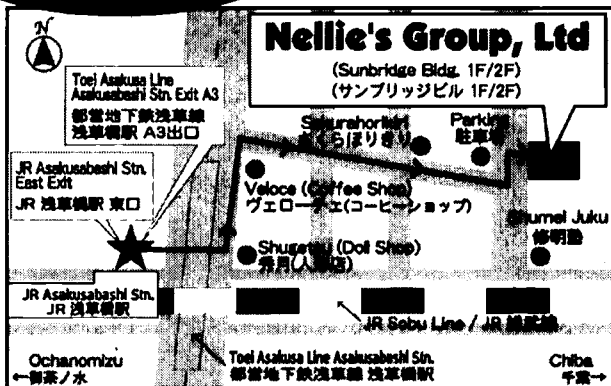 N
Nellie's Group, Ltd
(Sunbridge Bldg. 1F/2F)
(サンブリッジビル 1F/2F)
Toei Asakusa Line
Asakusabashi Stn. Exit A3
都営地下鉄浅草線
浅草橋駅 A3出口
JR Asakusabashi Stn.
East Exit
JR 浅草橋駅 東口
Sakurahorikiri
さくらほりきり
Parking
駐車場
Veloce (Coffee Shop)
ヴェローチェ(コーヒーショップ)
Shumei Juku
修明塾
Shugetsu (Doll Shop)
秀月(人形店)
JR Asakusabashi Stn.
JR 浅草橋駅
JR Sobu Line / JR 総武線
Ochanomizu
←御茶ノ水
Toei Asakusa Line Asakusabashi Stn.
都営地下鉄浅草線 浅草橋駅
Chiba
千葉→